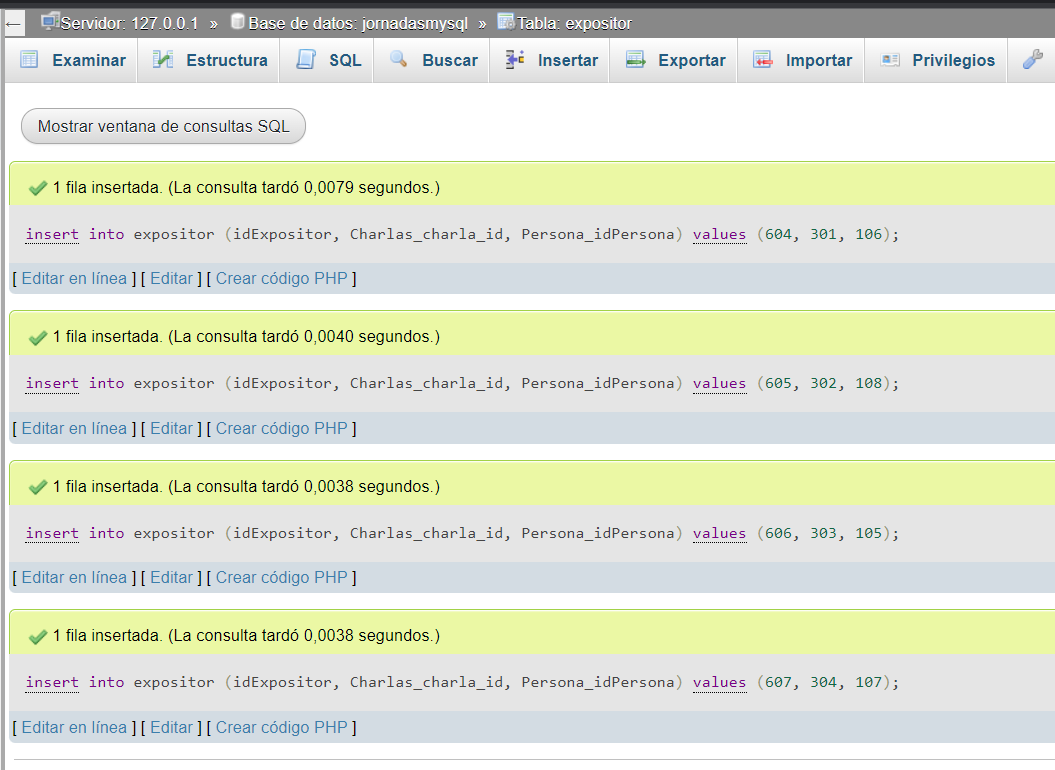 ← Servidor: 127.0.0.1 » Base de datos: jornadasmysql » Tabla: expositor
Examinar Estructura SQL Buscar Insertar Exportar Importar Privilegios
Mostrar ventana de consultas SQL
1 fila insertada. (La consulta tardó 0,0079 segundos.)
insert into expositor (idExpositor, Charlas_charla_id, Persona_idPersona) values (604, 301, 106);
[ Editar en línea ] [ Editar ] [ Crear código PHP ]
1 fila insertada. (La consulta tardó 0,0040 segundos.)
insert into expositor (idExpositor, Charlas_charla_id, Persona_idPersona) values (605, 302, 108);
[ Editar en línea ] [ Editar ] [ Crear código PHP ]
1 fila insertada. (La consulta tardó 0,0038 segundos.)
insert into expositor (idExpositor, Charlas_charla_id, Persona_idPersona) values (606, 303, 105);
[ Editar en línea ] [ Editar ] [ Crear código PHP ]
1 fila insertada. (La consulta tardó 0,0038 segundos.)
insert into expositor (idExpositor, Charlas_charla_id, Persona_idPersona) values (607, 304, 107);
[ Editar en línea ] [ Editar ] [ Crear código PHP ]